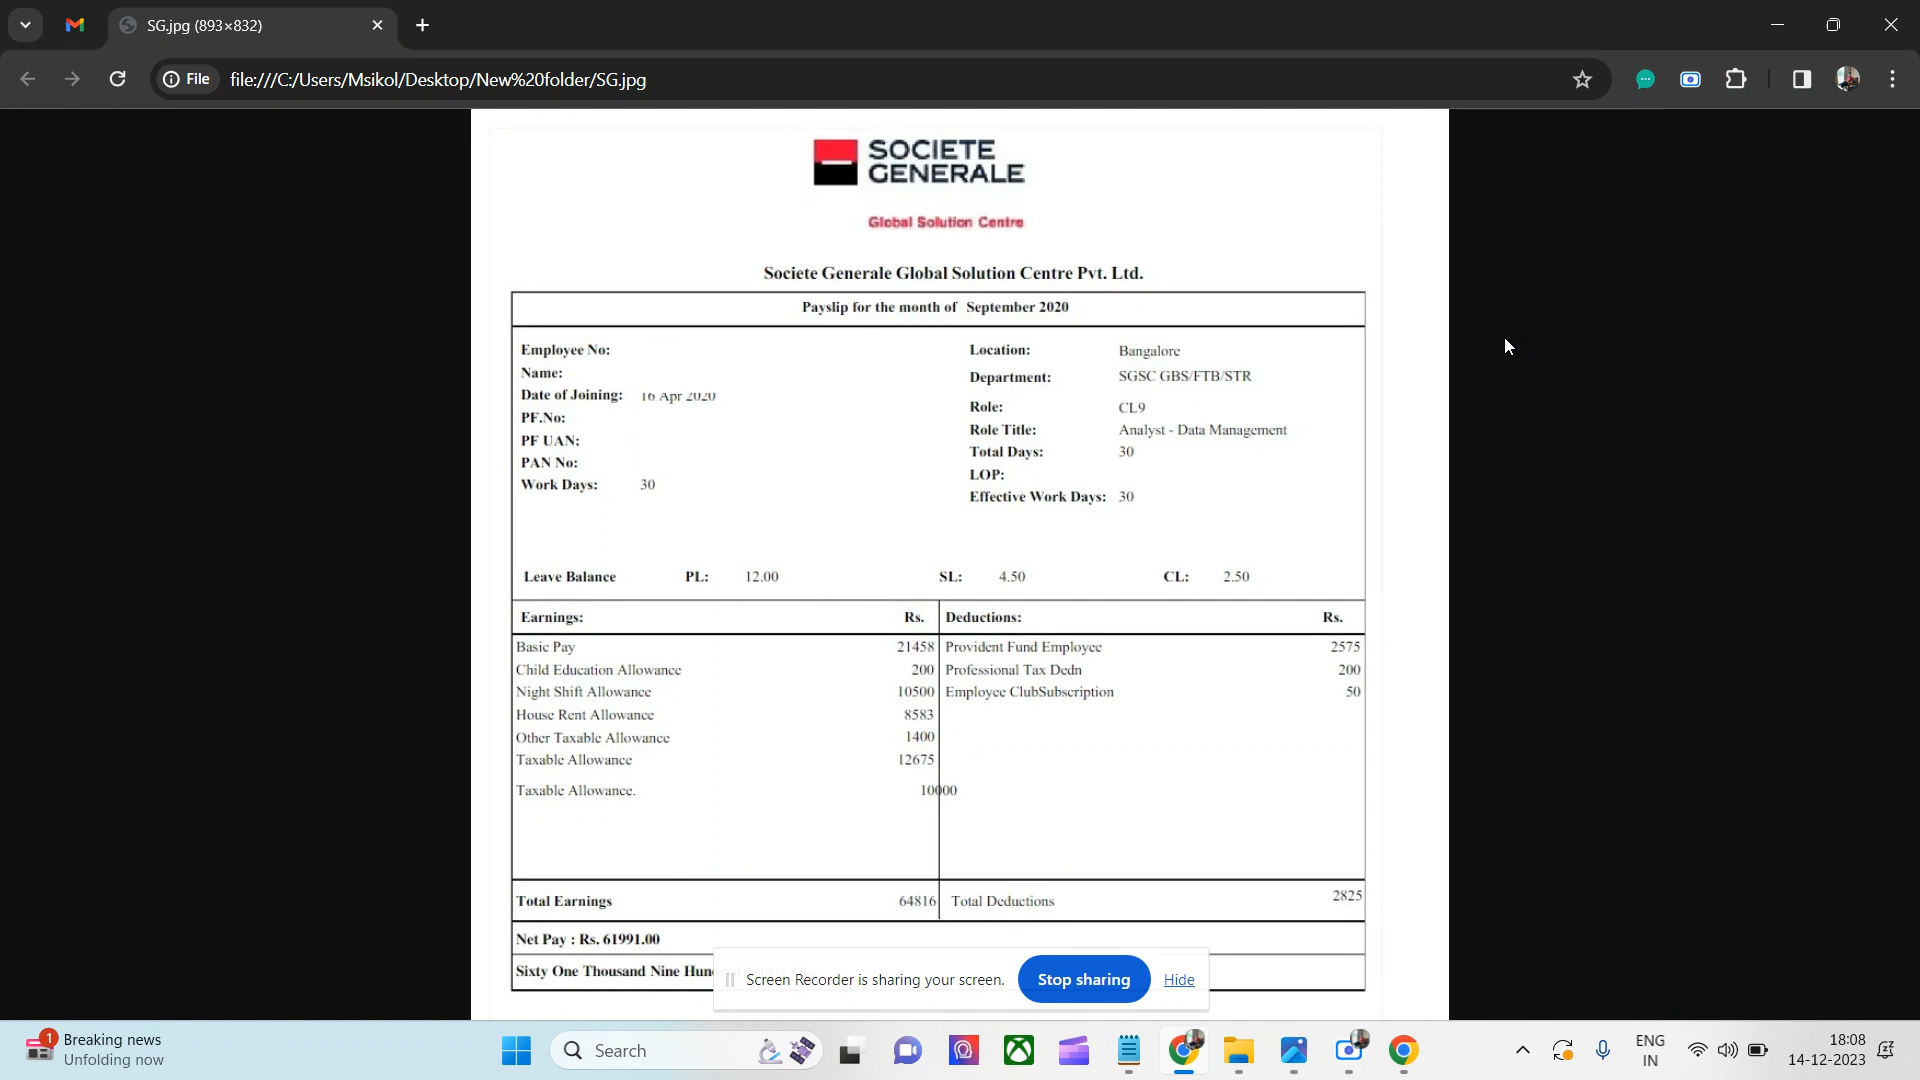 SG.jpg (893×832)
File
file:///C:/Users/Msikol/Desktop/New%20folder/SG.jpg
SOCIETE
GENERALE
Global Solution Centre
Societe Generale Global Solution Centre Pvt. Ltd.
Payslip for the month of September 2020
Employee No:
Name:
Date of Joining: 16 Apr 2020
PF.No:
PF UAN:
PAN No:
Work Days: 30
Location: Bangalore
Department: SGSC GBS/FTB/STR
Role: CL9
Role Title: Analyst - Data Management
Total Days: 30
LOP:
Effective Work Days: 30
Leave Balance PL: 12.00 SL: 4.50 CL: 2.50
Earnings: Rs. Deductions: Rs.
Basic Pay 21458 Provident Fund Employee 2575
Child Education Allowance 200 Professional Tax Dedn 200
Night Shift Allowance 10500 Employee ClubSubscription 50
House Rent Allowance 8583
Other Taxable Allowance 1400
Taxable Allowance 12675
Taxable Allowance. 10000
Total Earnings 64816 Total Deductions 2825
Net Pay : Rs. 61991.00
Sixty One Thousand Nine Hun
Screen Recorder is sharing your screen. Stop sharing Hide
1
Breaking news
Unfolding now
Search
ENG
IN
18:08
14-12-2023